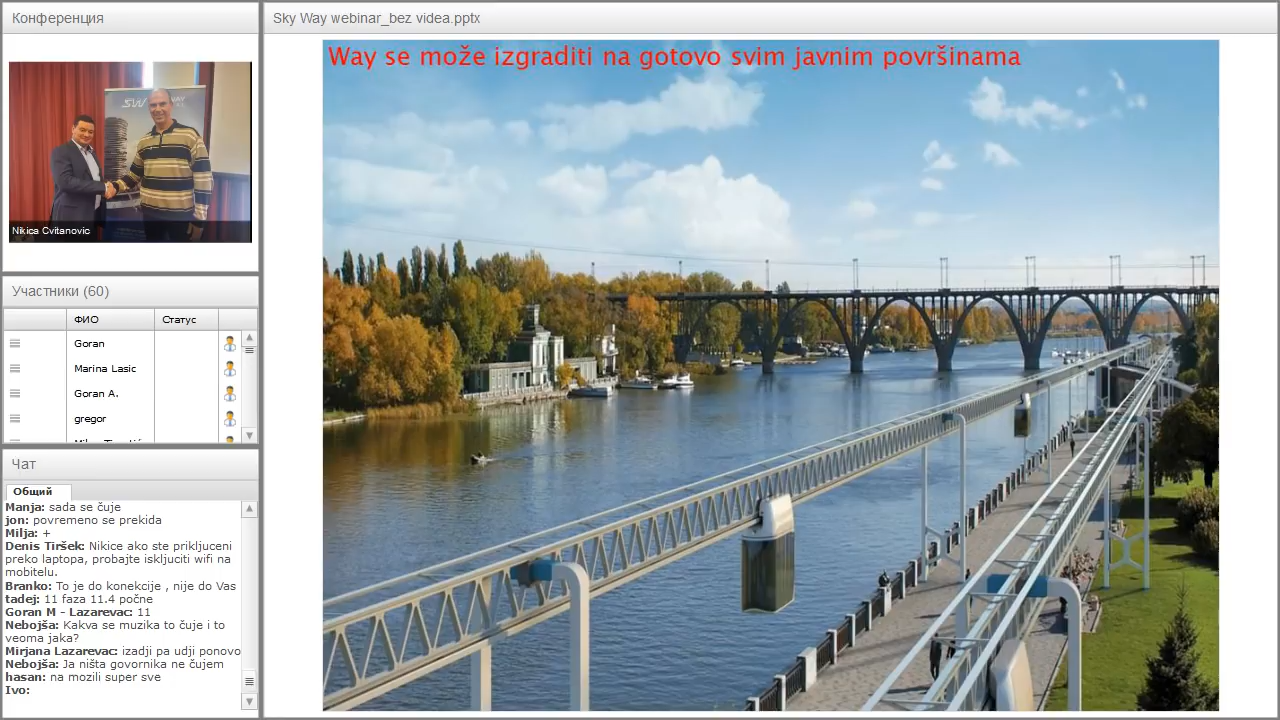 Конференция
Nikica Cvitanovic
Участники (60)
ФИО Статус
Goran
Lasic
Goran A.
gregor
Чат
Общий
Manja: sada se čuje
jon: povremeno se prekida
Milja: +
Denis Tiršek: Nikice ako ste prikljuceni
preko laptopa, probajte iskljuciti wifi na
mobitelu.
Branko: To je do konekcije , nije do Vas
tadej: 11 faza 11.4 počne
Goran M - Lazarevac: 11
Nebojša: Kakva se muzika to čuje i to
veoma jaka?
Mirjana Lazarevac: izadji pa udji ponovo
Nebojša: Ja ništa govornika ne čujem
hasan: na mozili super sve
Ivo:
Sky Way webinar_bez videa.pptx
Way se može izgraditi na gotovo svim javnim površinama